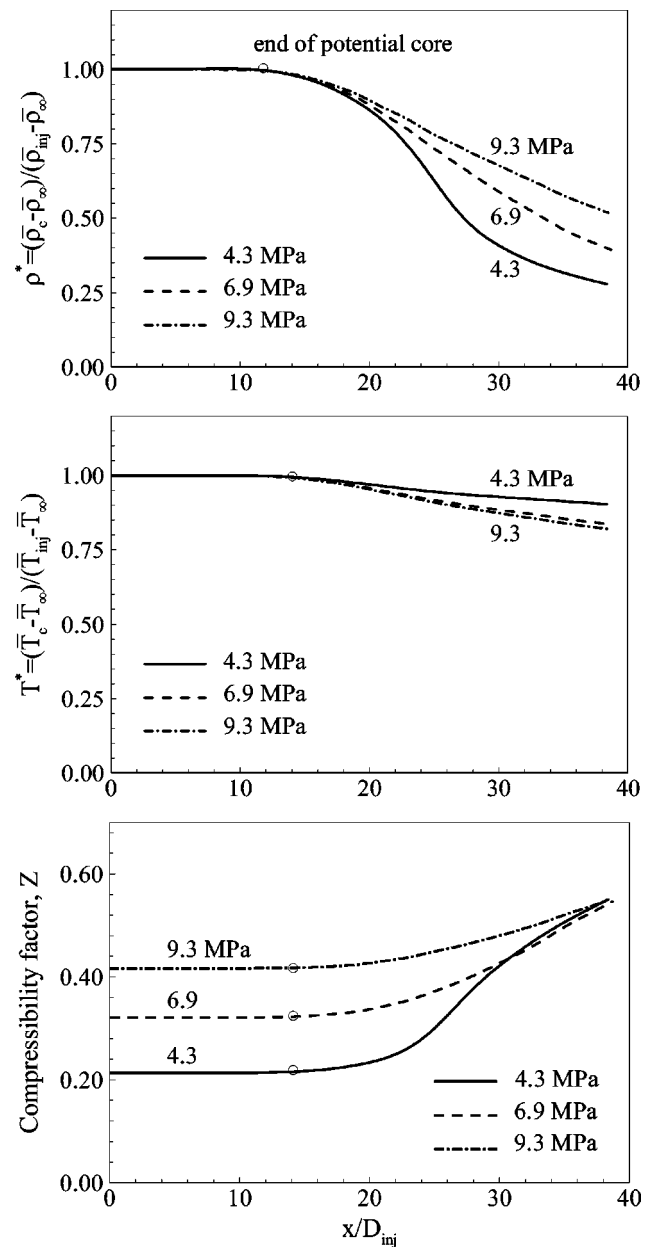 end of potential core
1.00
0.75
0.50
0.25
0.00
ρ*=(ρ̅c-ρ̅∞)/(ρ̅inj-ρ̅∞)
9.3 MPa
6.9
4.3
4.3 MPa
6.9 MPa
9.3 MPa
0 10 20 30 40
1.00
0.75
0.50
0.25
0.00
T*=(T̅c-T̅∞)/(T̅inj-T̅∞)
4.3 MPa
9.3
4.3 MPa
6.9 MPa
9.3 MPa
0 10 20 30 40
0.60
0.40
0.20
0.00
Compressibility factor, Z
9.3 MPa
6.9
4.3
4.3 MPa
6.9 MPa
9.3 MPa
0 10 20 30 40
x/Dinj